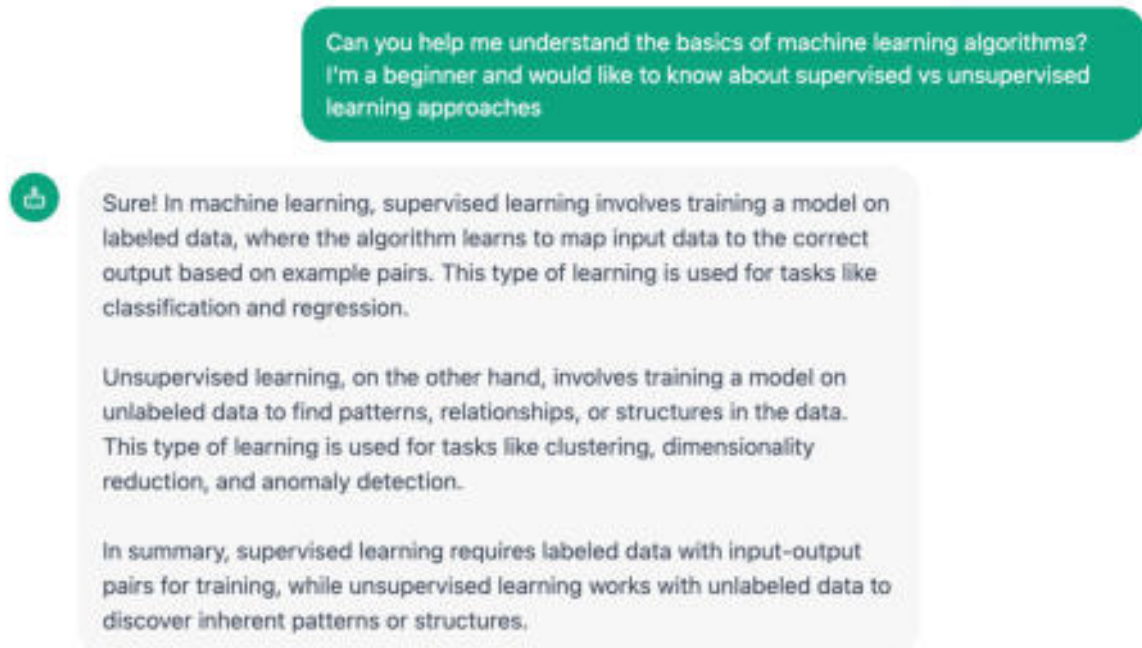 Can you help me understand the basics of machine learning algorithms?
I'm a beginner and would like to know about supervised vs unsupervised
learning approaches
Sure! In machine learning, supervised learning involves training a model on
labeled data, where the algorithm learns to map input data to the correct
output based on example pairs. This type of learning is used for tasks like
classification and regression.
Unsupervised learning, on the other hand, involves training a model on
unlabeled data to find patterns, relationships, or structures in the data.
This type of learning is used for tasks like clustering, dimensionality
reduction, and anomaly detection.
In summary, supervised learning requires labeled data with input-output
pairs for training, while unsupervised learning works with unlabeled data to
discover inherent patterns or structures.